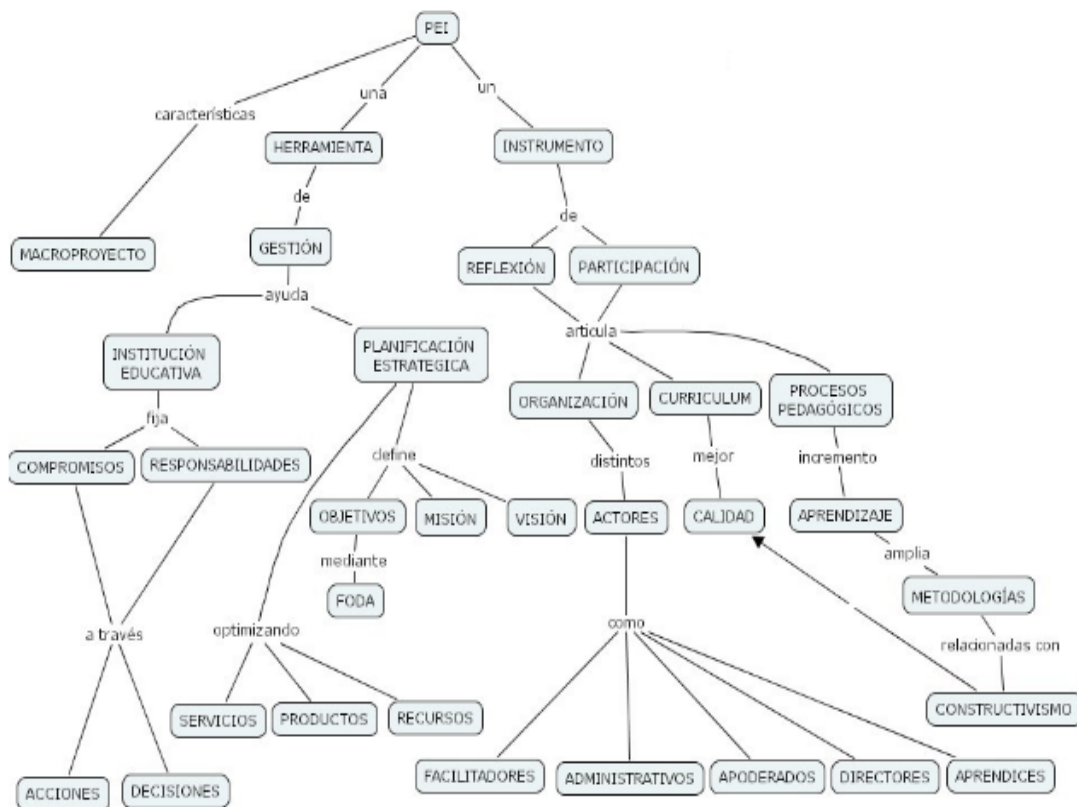 PEI
una
un
características
HERRAMIENTA
INSTRUMENTO
de
de
MACROPROYECTO
GESTIÓN
REFLEXIÓN
PARTICIPACIÓN
ayuda
articula
INSTITUCIÓN
EDUCATIVA
PLANIFICACIÓN
ESTRATEGICA
ORGANIZACIÓN
CURRICULUM
PROCESOS
PEDAGÓGICOS
fija
COMPROMISOS
RESPONSABILIDADES
define
distintos
mejor
incremento
OBJETIVOS
MISIÓN
VISIÓN
ACTORES
CALIDAD
APRENDIZAJE
mediante
amplia
FODA
METODOLOGÍAS
a través
optimizando
como
relacionadas con
SERVICIOS
PRODUCTOS
RECURSOS
CONSTRUCTIVISMO
ACCIONES
DECISIONES
FACILITADORES
ADMINISTRATIVOS
APODERADOS
DIRECTORES
APRENDICES